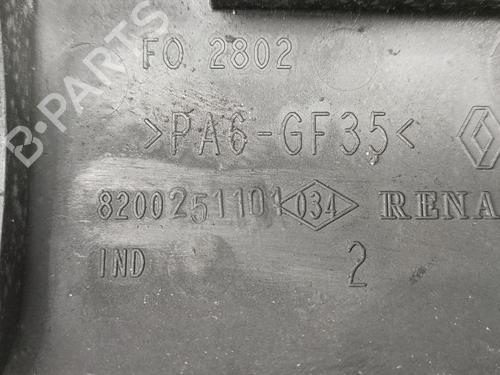 B-PARTS
FO 2802
>PA6-GF35<
8200251101 034 RENA
IND 2